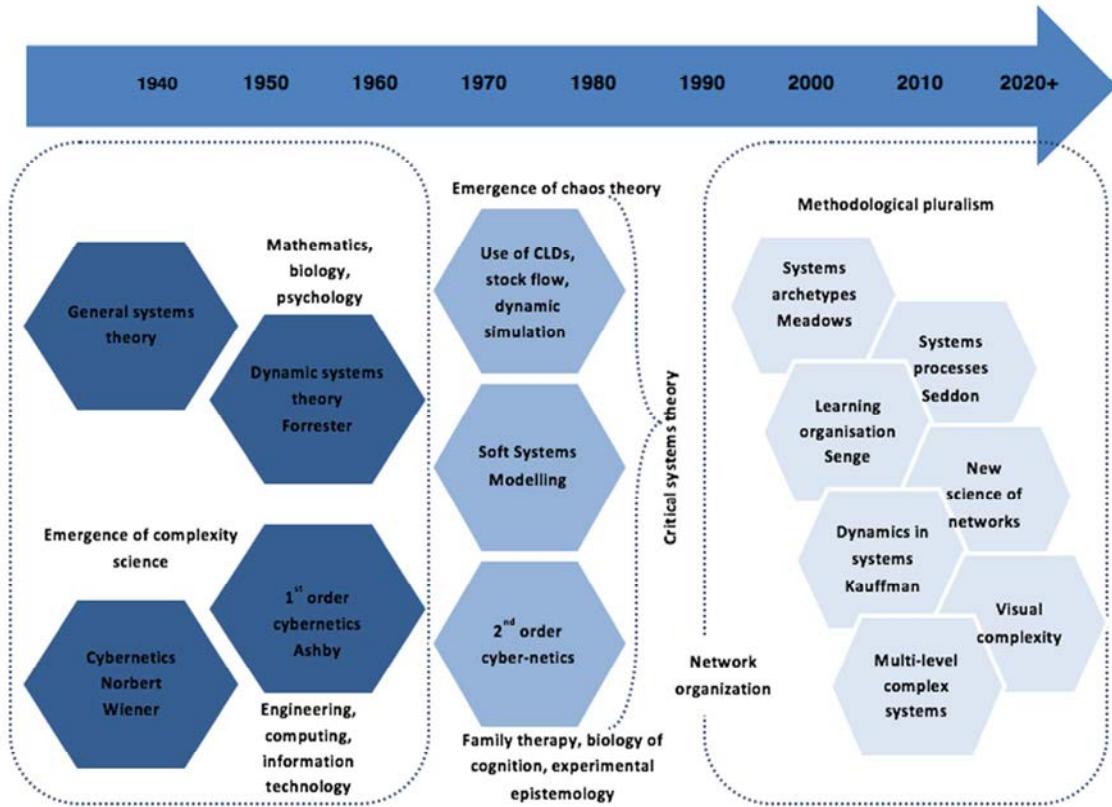 1940 1950 1960 1970 1980 1990 2000 2010 2020+
Emergence of chaos theory
Methodological pluralism
Mathematics,
biology,
psychology
General systems
theory
Dynamic systems
theory
Forrester
Emergence of complexity
science
1st order
cybernetics
Ashby
Cybernetics
Norbert
Wiener
Engineering,
computing,
information
technology
Use of CLDs,
stock flow,
dynamic
simulation
Soft Systems
Modelling
2nd order
cyber-netics
Family therapy, biology of
cognition, experimental
epistemology
Critical systems theory
Network
organization
Systems
archetypes
Meadows
Systems
processes
Seddon
Learning
organisation
Senge
New
science of
networks
Dynamics in
systems
Kauffman
Visual
complexity
Multi-level
complex
systems